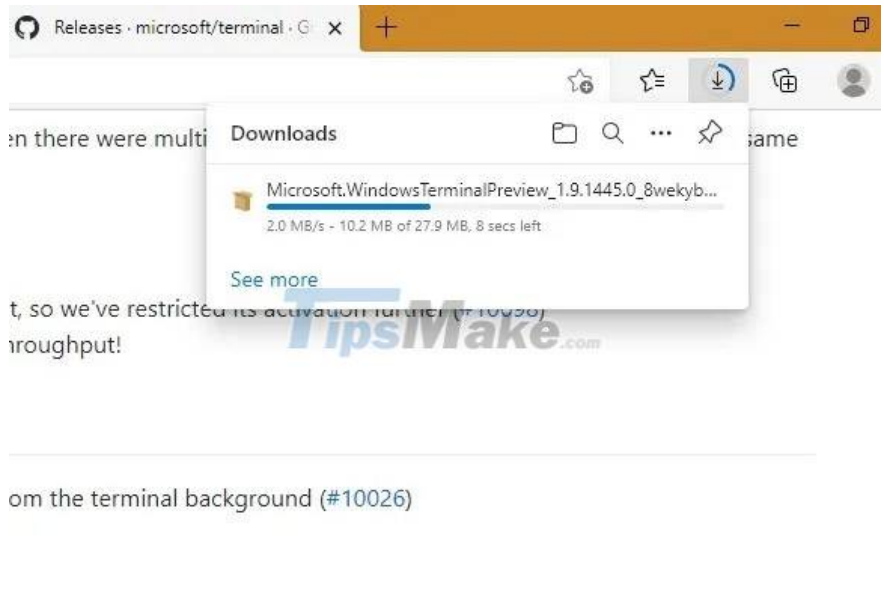 Releases · microsoft/terminal · G
en there were multi
same
Downloads
Microsoft.WindowsTerminalPreview_1.9.1445.0_8wekyb...
2.0 MB/s - 10.2 MB of 27.9 MB, 8 secs left
See more
t, so we've restricted its activation further (#10098)
TipsMake.com
hroughput!
om the terminal background (#10026)